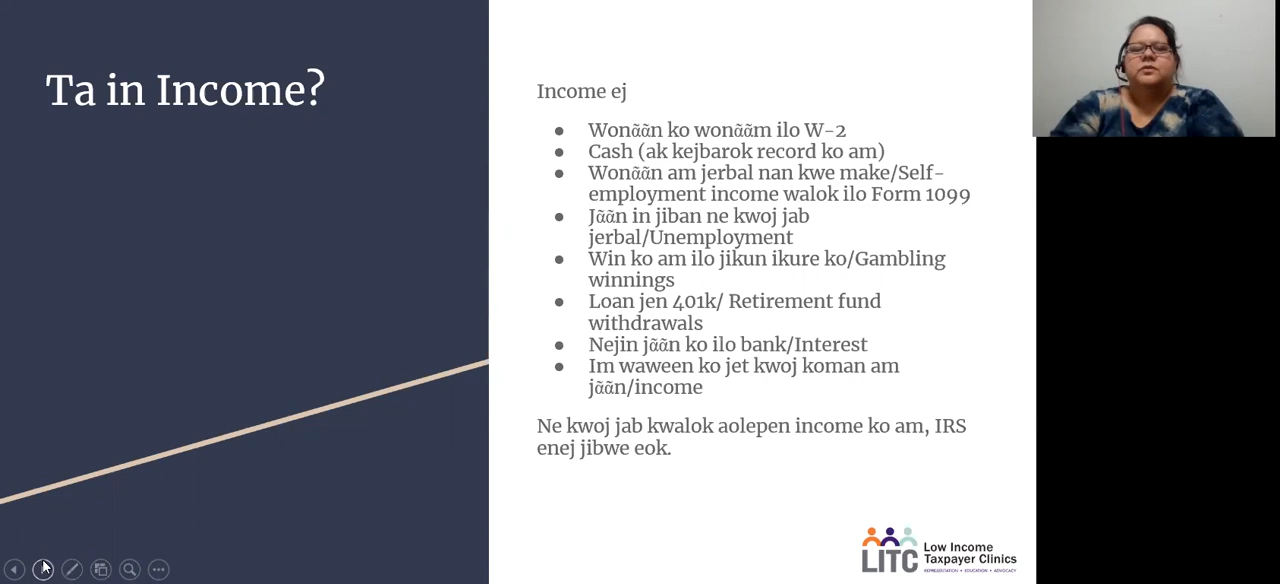 Ta in Income?
Income ej
● Wonãan ko wonããm ilo W-2
● Cash (ak kejbarok record ko am)
● Wonããn am jerbal nan kwe make/Self-
employment income walok ilo Form 1099
● Jããn in jiban ne kwoj jab
jerbal/Unemployment
● Win ko am ilo jikun ikure ko/Gambling
winnings
● Loan jen 401k/ Retirement fund
withdrawals
● Nejin jããn ko ilo bank/Interest
● Im waween ko jet kwoj koman am
jããn/income
Ne kwoj jab kwalok aolepen income ko am, IRS
enej jibwe eok.
LITC
Low Income
Taxpayer Clinics
REPRESENTATION • EDUCATION • ADVOCACY